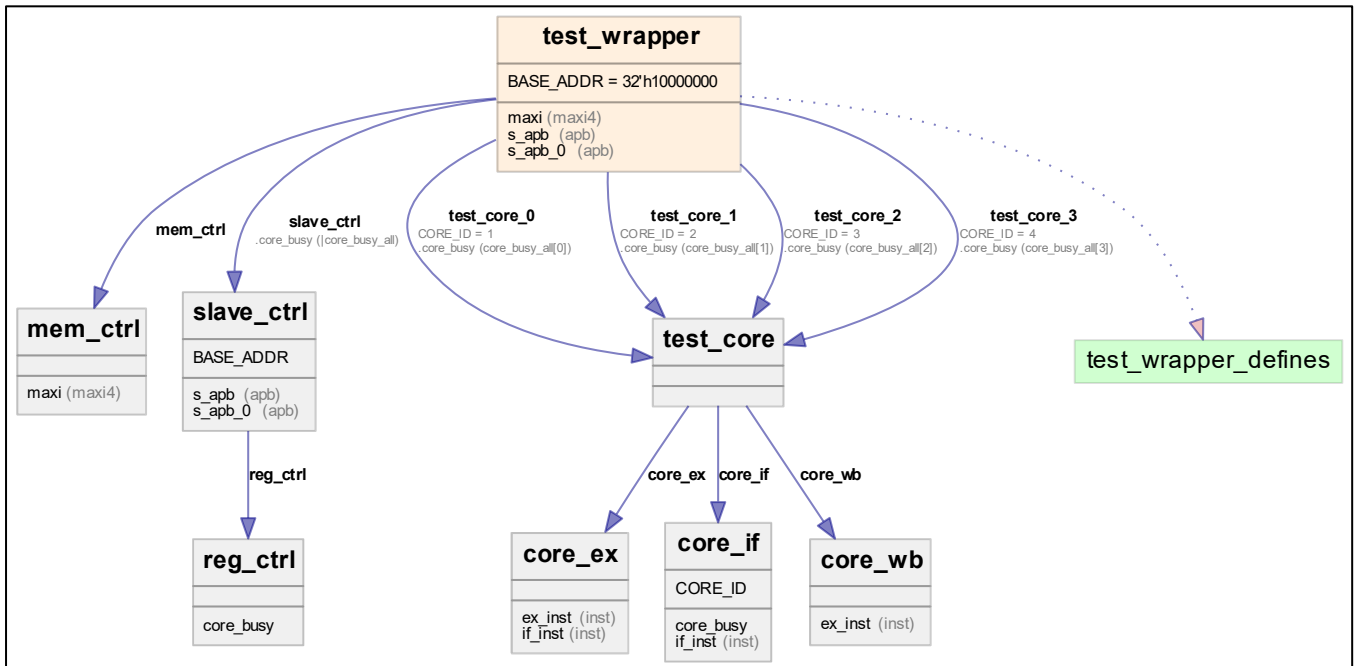 test_wrapper
BASE_ADDR = 32'h10000000
maxi (maxi4)
s_apb (apb)
s_apb_0 (apb)
mem_ctrl
slave_ctrl
.core_busy (|core_busy_all)
test_core_0
CORE_ID = 1
.core_busy (core_busy_all[0])
test_core_1
CORE_ID = 2
.core_busy (core_busy_all[1])
test_core_2
CORE_ID = 3
.core_busy (core_busy_all[2])
test_core_3
CORE_ID = 4
.core_busy (core_busy_all[3])
mem_ctrl
maxi (maxi4)
slave_ctrl
BASE_ADDR
s_apb (apb)
s_apb_0 (apb)
test_core
test_wrapper_defines
reg_ctrl
core_ex
core_if
core_wb
reg_ctrl
core_busy
core_ex
ex_inst (inst)
if_inst (inst)
core_if
CORE_ID
core_busy
if_inst (inst)
core_wb
ex_inst (inst)